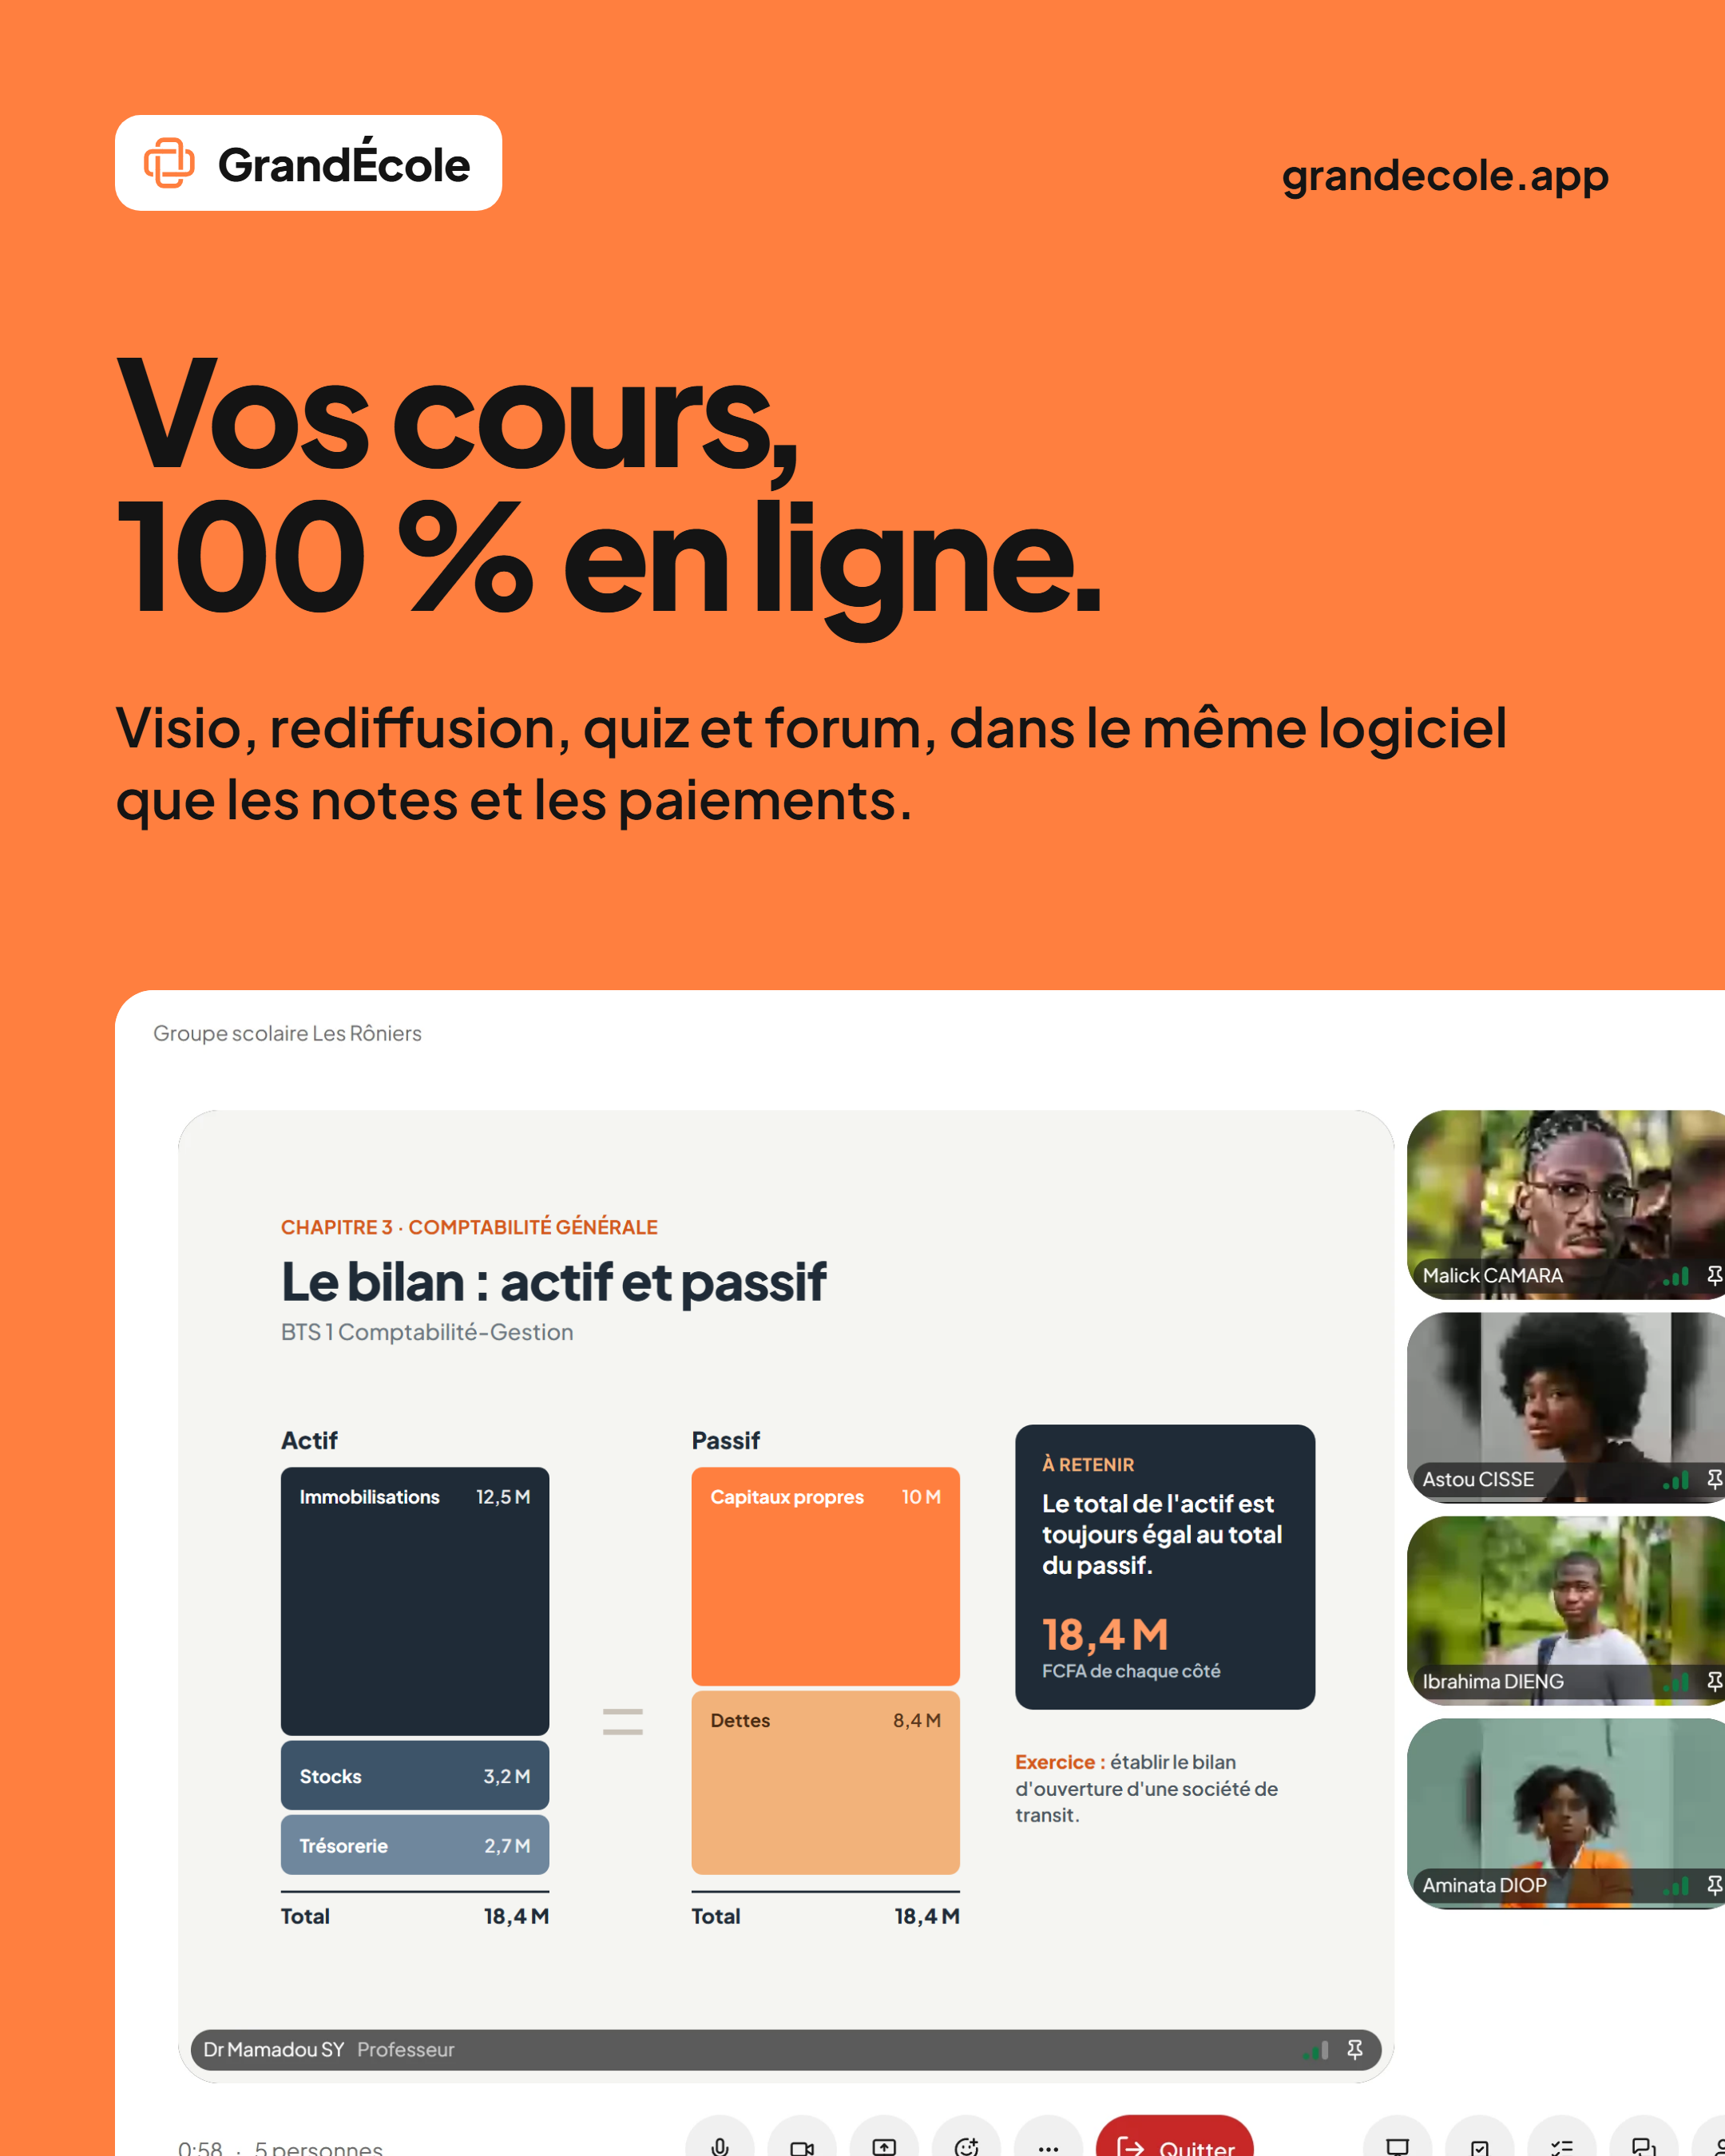 GrandÉcole
grandecole.app
Vos cours,
100 % en ligne.
Visio, rediffusion, quiz et forum, dans le même logiciel
que les notes et les paiements.
Groupe scolaire Les Rôniers
CHAPITRE 3 · COMPTABILITÉ GÉNÉRALE
Le bilan : actif et passif
BTS 1 Comptabilité-Gestion
Actif
Immobilisations 12,5 M
Stocks 3,2 M
Trésorerie 2,7 M
Total 18,4 M
=
Passif
Capitaux propres 10 M
Dettes 8,4 M
Total 18,4 M
À RETENIR
Le total de l'actif est
toujours égal au total
du passif.
18,4 M
FCFA de chaque côté
Exercice : établir le bilan
d'ouverture d'une société de
transit.
Malick CAMARA
Astou CISSE
Ibrahima DIENG
Aminata DIOP
Dr Mamadou SY Professeur
0:58 · 5 personnes
Quitter